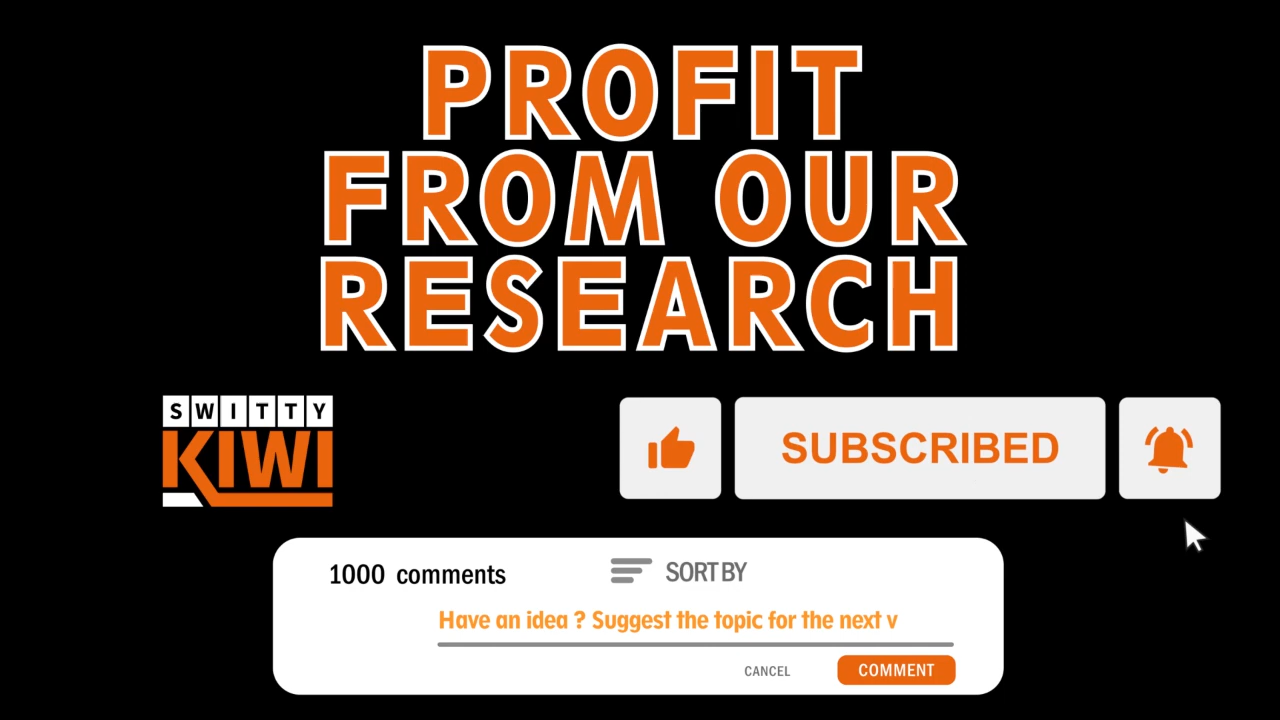 PROFIT
FROM OUR
RESEARCH
SWITTY
KIWI
SUBSCRIBED
1000 comments
SORT BY
Have an idea ? Suggest the topic for the next v
CANCEL
COMMENT